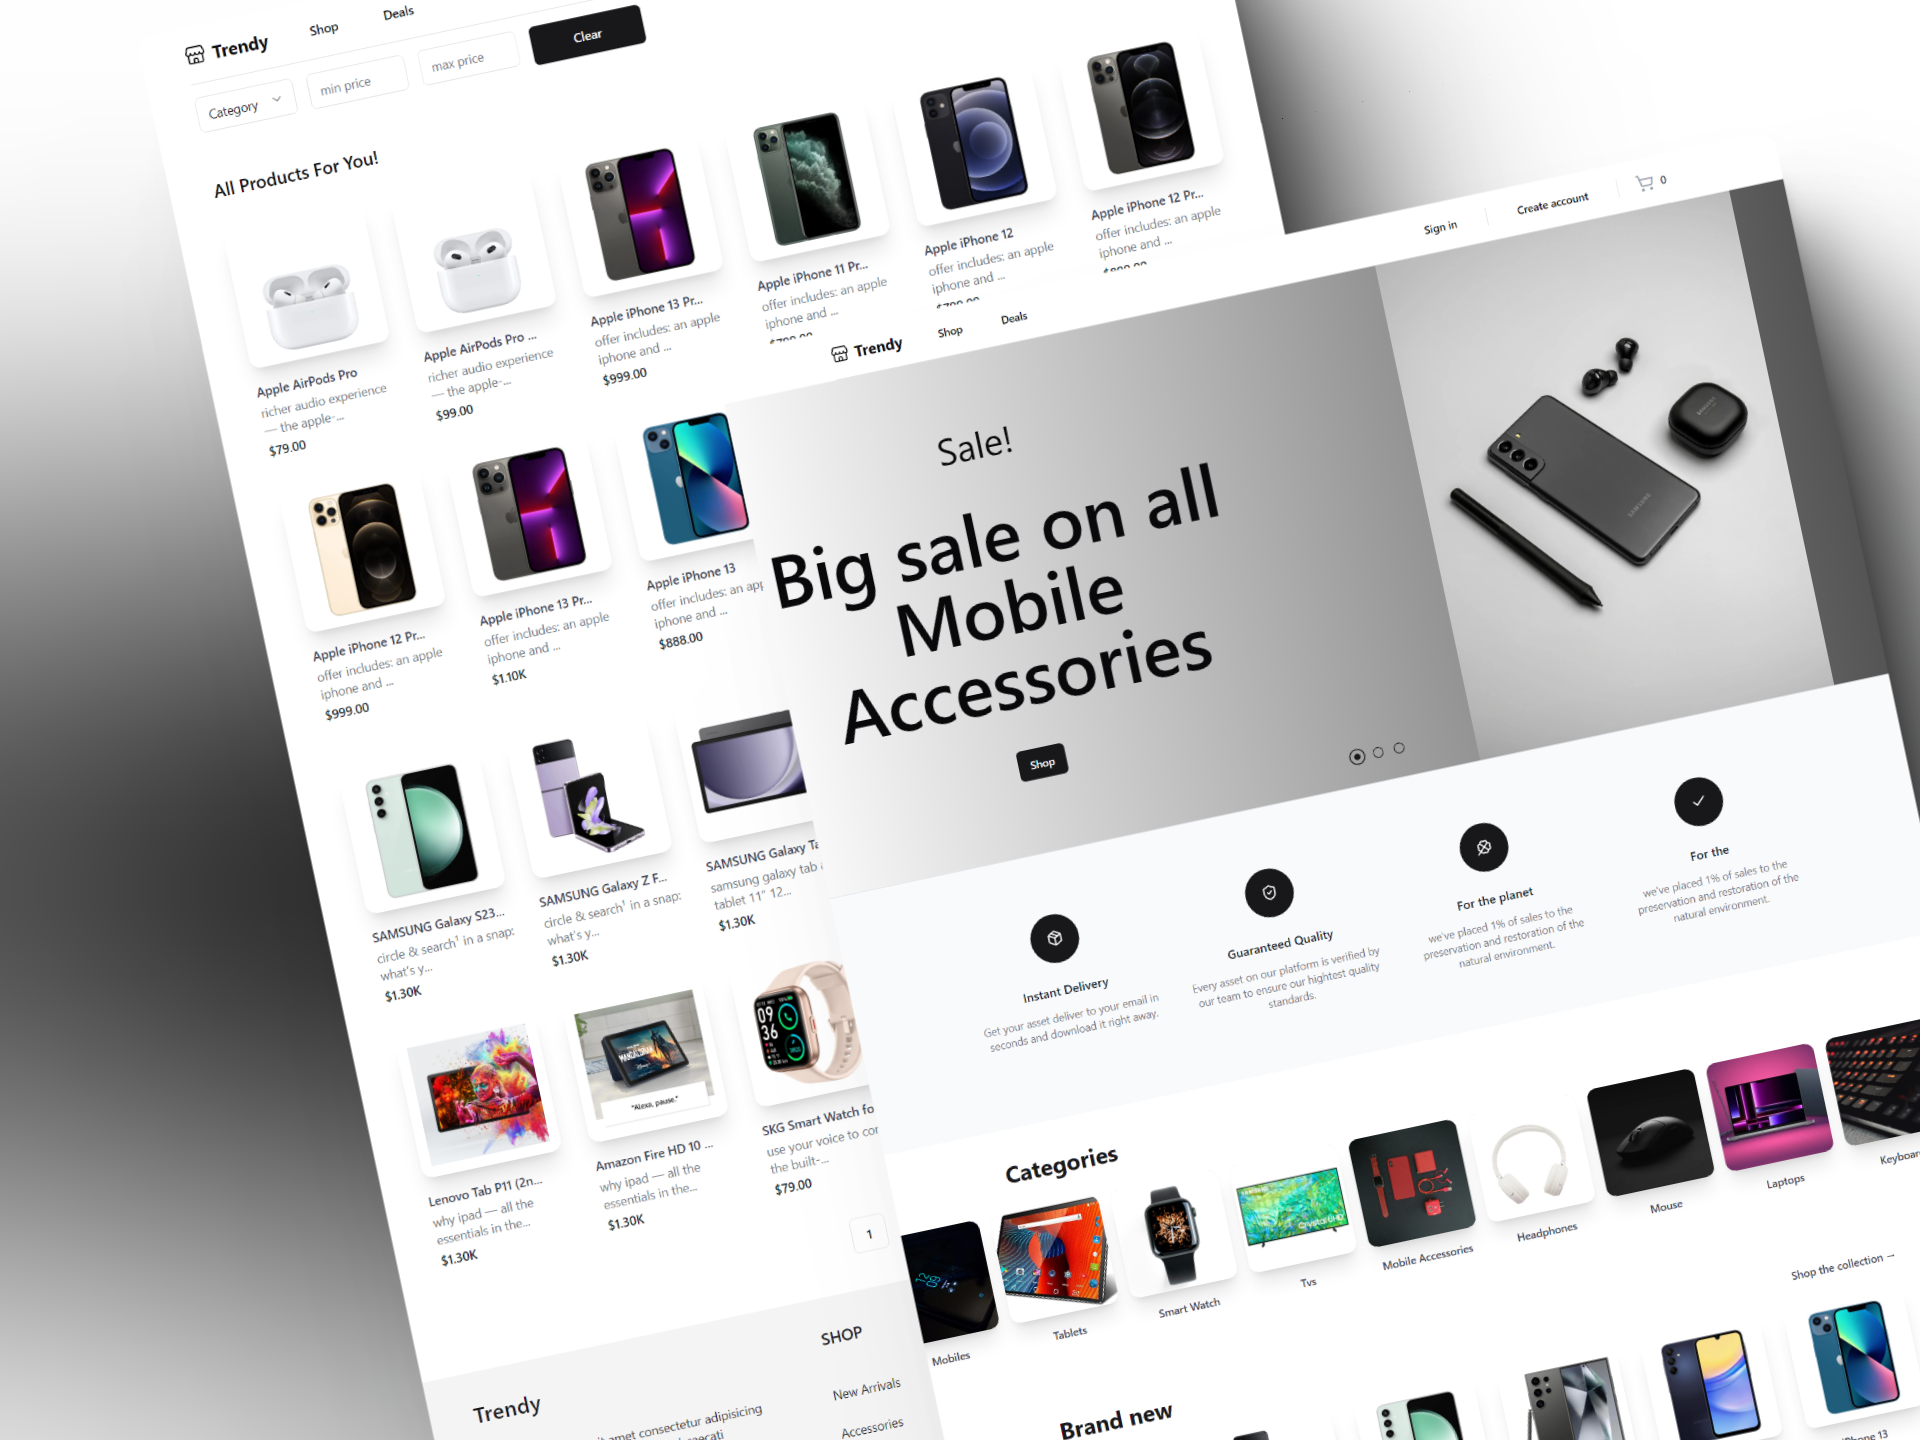 Trendy
Shop
Deals
Category
min price
max price
Clear
All Products For You!
Apple AirPods Pro
richer audio experience
— the apple-...
$79.00
Apple AirPods Pro ...
richer audio experience
— the apple-...
$99.00
Apple iPhone 13 Pr...
offer includes: an apple
iphone and ...
$999.00
Apple iPhone 11 Pr...
offer includes: an apple
iphone and ...
$799.00
Apple iPhone 12
offer includes: an apple
iphone and ...
$799.00
Apple iPhone 12 Pr...
offer includes: an apple
iphone and ...
Apple iPhone 12 Pr...
offer includes: an apple
iphone and ...
$999.00
Apple iPhone 13 Pr...
offer includes: an apple
iphone and ...
$1.10K
Apple iPhone 13
offer includes: an app
iphone and ...
$888.00
SAMSUNG Galaxy S23...
circle & search¹ in a snap:
what's y...
$1.30K
SAMSUNG Galaxy Z F...
circle & search¹ in a snap:
what's y...
$1.30K
SAMSUNG Galaxy Ta
samsung galaxy tab
tablet 11" 12...
$1.30K
Lenovo Tab P11 (2n...
why ipad — all the
essentials in the...
$1.30K
"Alexa, pause."
Amazon Fire HD 10 ...
why ipad — all the
essentials in the...
$1.30K
09
36
SKG Smart Watch fo
use your voice to con
the built-...
$79.00
1
Trendy
amet consectetur adipisicing
SHOP
New Arrivals
Accessories
Trendy
Shop
Deals
Sign in
Create account
0
Sale!
Big sale on all
Mobile
Accessories
Shop
SAMSUNG
Instant Delivery
Get your asset deliver to your email in
seconds and download it right away.
Guaranteed Quality
Every asset on our platform is verified by
our team to ensure our hightest quality
standards.
For the planet
we've placed 1% of sales to the
preservation and restoration of the
natural environment.
For the
we've placed 1% of sales to the
preservation and restoration of the
natural environment.
Categories
Mobiles
Tablets
Smart Watch
Crystal UHD
Tvs
Mobile Accessories
Headphones
Mouse
Laptops
Keyboar
Shop the collection →
Brand new
iPhone 13